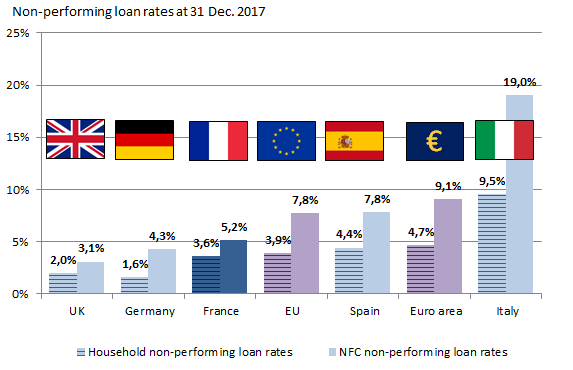 Non-performing loan rates at 31 Dec. 2017
25%
20%
15%
10%
5%
0%
2,0%
3,1%
1,6%
4,3%
3,6%
5,2%
3,9%
7,8%
4,4%
7,8%
4,7%
9,1%
9,5%
19,0%
€
UK
Germany
France
EU
Spain
Euro area
Italy
Household non-performing loan rates
NFC non-performing loan rates